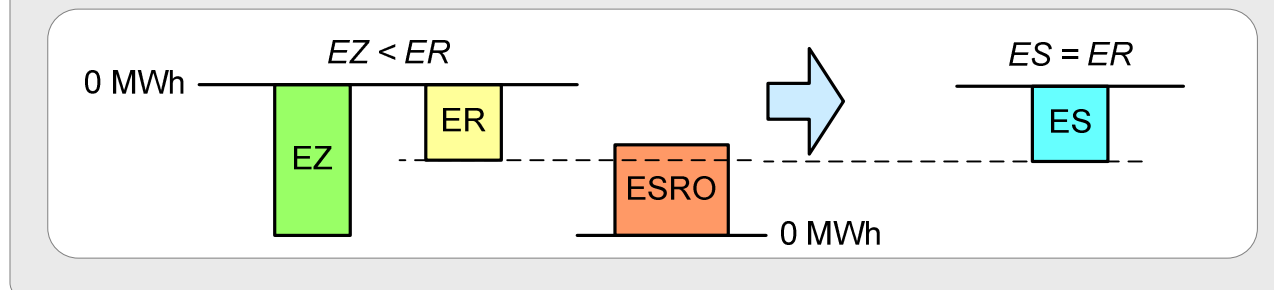 EZ < ER
ES = ER
0 MWh
ER
ES
EZ
ESRO
0 MWh